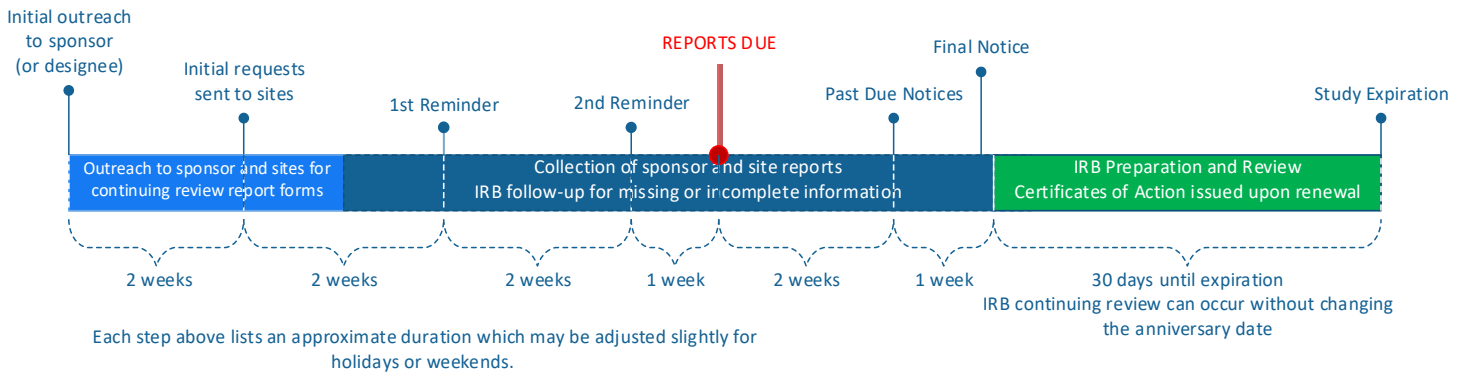 Initial outreach
to sponsor
(or designee)
Initial requests
sent to sites
1st Reminder
2nd Reminder
REPORTS DUE
Past Due Notices
Final Notice
Study Expiration
Outreach to sponsor and sites for
continuing review report forms
Collection of sponsor and site reports
IRB follow-up for missing or incomplete information
IRB Preparation and Review
Certificates of Action issued upon renewal
2 weeks
2 weeks
2 weeks
1 week
2 weeks
1 week
30 days until expiration
IRB continuing review can occur without changing
the anniversary date
Each step above lists an approximate duration which may be adjusted slightly for
holidays or weekends.